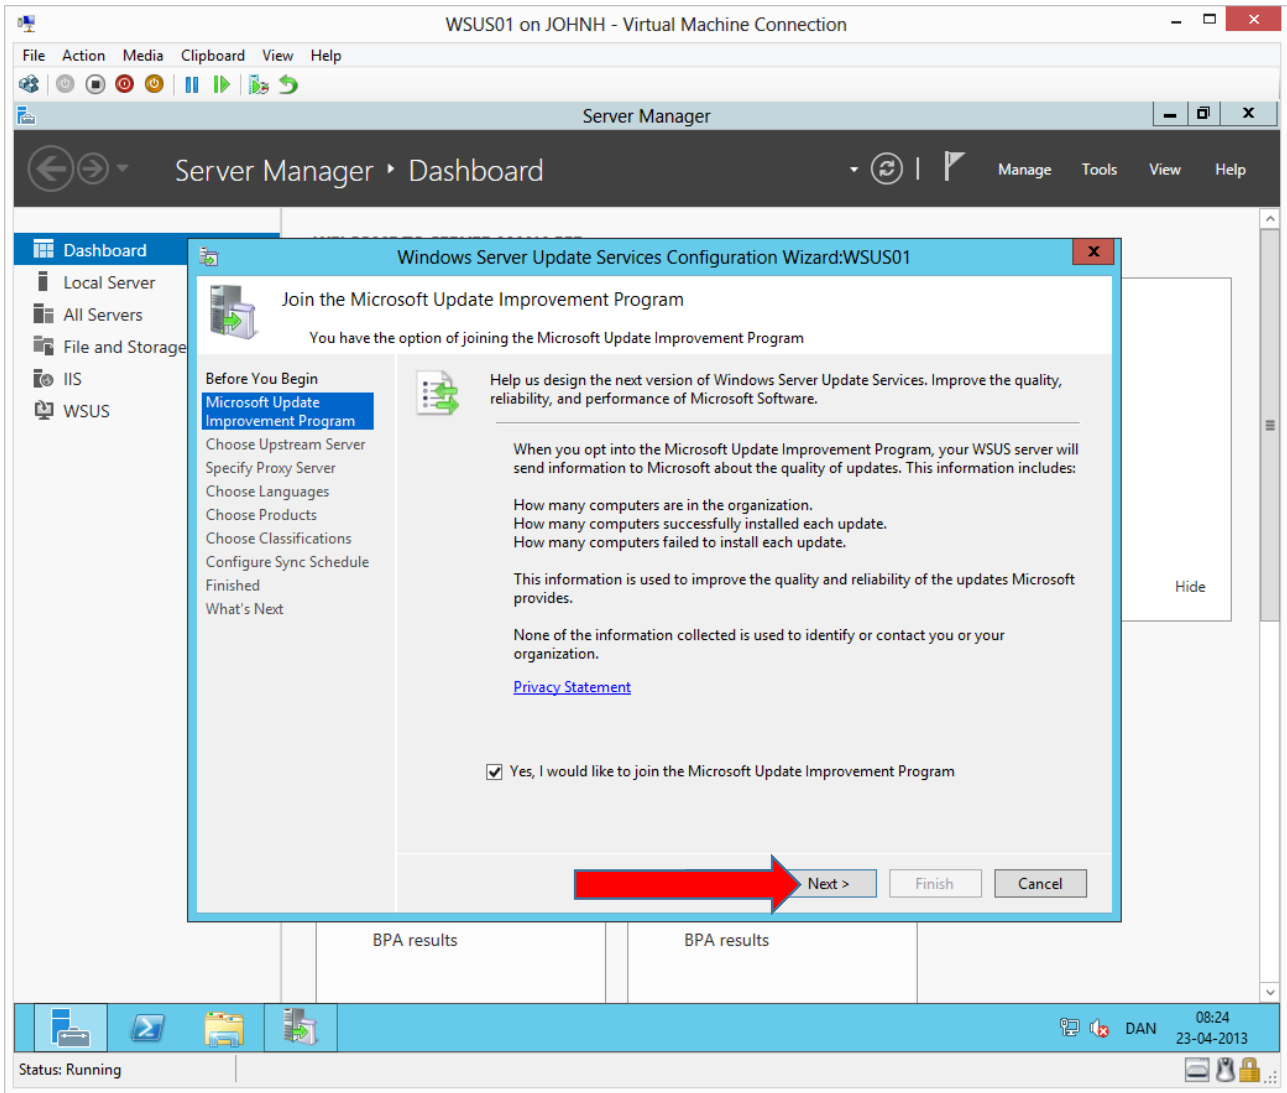 WSUS01 on JOHNH - Virtual Machine Connection
File Action Media Clipboard View Help
Server Manager
Server Manager Dashboard
Manage Tools View Help
Dashboard
Local Server
All Servers
File and Storage
IIS
WSUS
Windows Server Update Services Configuration Wizard:WSUS01
Join the Microsoft Update Improvement Program
You have the option of joining the Microsoft Update Improvement Program
Before You Begin
Microsoft Update
Improvement Program
Choose Upstream Server
Specify Proxy Server
Choose Languages
Choose Products
Choose Classifications
Configure Sync Schedule
Finished
What's Next
Help us design the next version of Windows Server Update Services. Improve the quality,
reliability, and performance of Microsoft Software.
When you opt into the Microsoft Update Improvement Program, your WSUS server will
send information to Microsoft about the quality of updates. This information includes:
How many computers are in the organization.
How many computers successfully installed each update.
How many computers failed to install each update.
This information is used to improve the quality and reliability of the updates Microsoft
provides.
None of the information collected is used to identify or contact you or your
organization.
Privacy Statement
Yes, I would like to join the Microsoft Update Improvement Program
Next > Finish Cancel
Hide
BPA results BPA results
DAN
08:24
23-04-2013
Status: Running